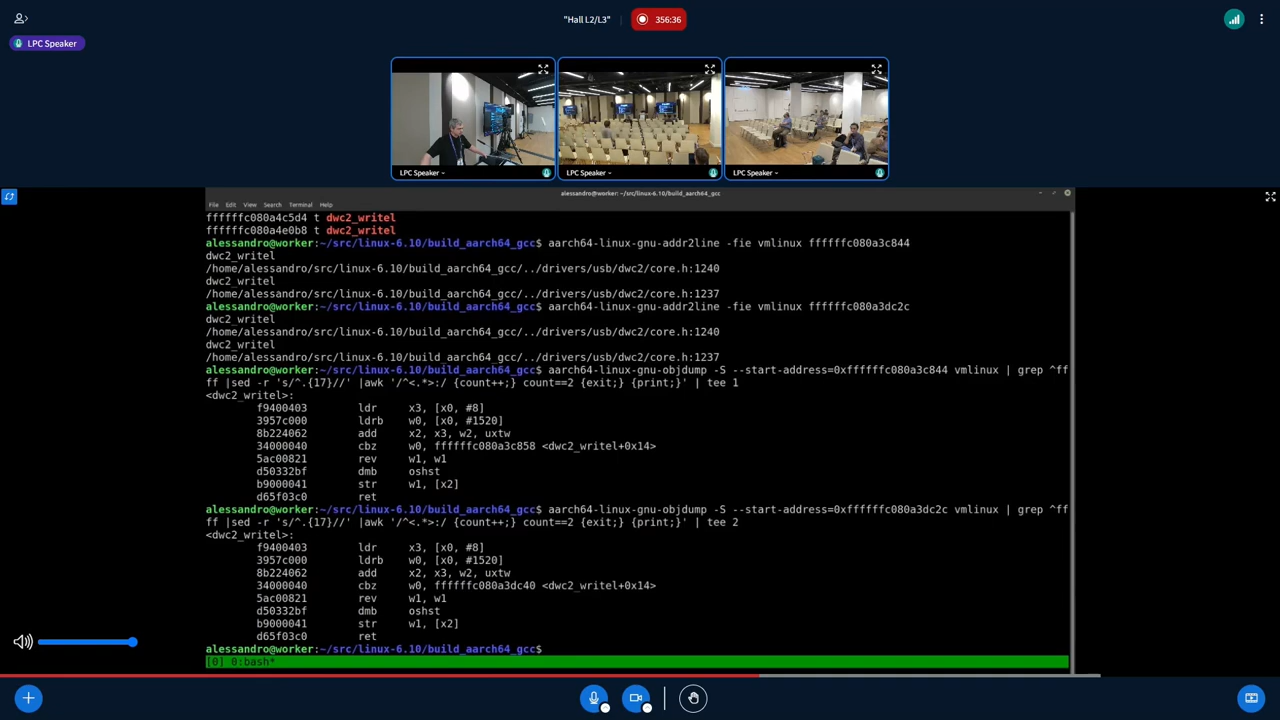 "Hall L2/L3"
356:36
LPC Speaker
LPC Speaker
LPC Speaker
LPC Speaker
alessandro@worker: ~/src/linux-6.10/build_aarch64_gcc
File Edit View Search Terminal Help
ffffffc080a4c5d4 t dwc2_writel
ffffffc080a4e0b8 t dwc2_writel
alessandro@worker:~/src/linux-6.10/build_aarch64_gcc$ aarch64-linux-gnu-addr2line -fie vmlinux ffffffc080a3c844
dwc2_writel
/home/alessandro/src/linux-6.10/build_aarch64_gcc/../drivers/usb/dwc2/core.h:1240
dwc2_writel
/home/alessandro/src/linux-6.10/build_aarch64_gcc/../drivers/usb/dwc2/core.h:1237
alessandro@worker:~/src/linux-6.10/build_aarch64_gcc$ aarch64-linux-gnu-addr2line -fie vmlinux ffffffc080a3dc2c
dwc2_writel
/home/alessandro/src/linux-6.10/build_aarch64_gcc/../drivers/usb/dwc2/core.h:1240
dwc2_writel
/home/alessandro/src/linux-6.10/build_aarch64_gcc/../drivers/usb/dwc2/core.h:1237
alessandro@worker:~/src/linux-6.10/build_aarch64_gcc$ aarch64-linux-gnu-objdump -S --start-address=0xffffffc080a3c844 vmlinux | grep ^ff
ff |sed -r 's/^.{17}//' |awk '/^<.*>:/ {count++;} count==2 {exit;} {print;}' | tee 1
<dwc2_writel>:
f9400403 ldr x3, [x0, #8]
3957c000 ldrb w0, [x0, #1520]
8b224062 add x2, x3, w2, uxtw
34000040 cbz w0, ffffffc080a3c858 <dwc2_writel+0x14>
5ac00821 rev w1, w1
d50332bf dmb oshst
b9000041 str w1, [x2]
d65f03c0 ret
alessandro@worker:~/src/linux-6.10/build_aarch64_gcc$ aarch64-linux-gnu-objdump -S --start-address=0xffffffc080a3dc2c vmlinux | grep ^ff
ff |sed -r 's/^.{17}//' |awk '/^<.*>:/ {count++;} count==2 {exit;} {print;}' | tee 2
<dwc2_writel>:
f9400403 ldr x3, [x0, #8]
3957c000 ldrb w0, [x0, #1520]
8b224062 add x2, x3, w2, uxtw
34000040 cbz w0, ffffffc080a3dc40 <dwc2_writel+0x14>
5ac00821 rev w1, w1
d50332bf dmb oshst
b9000041 str w1, [x2]
d65f03c0 ret
alessandro@worker:~/src/linux-6.10/build_aarch64_gcc$
[0] 0:bash*